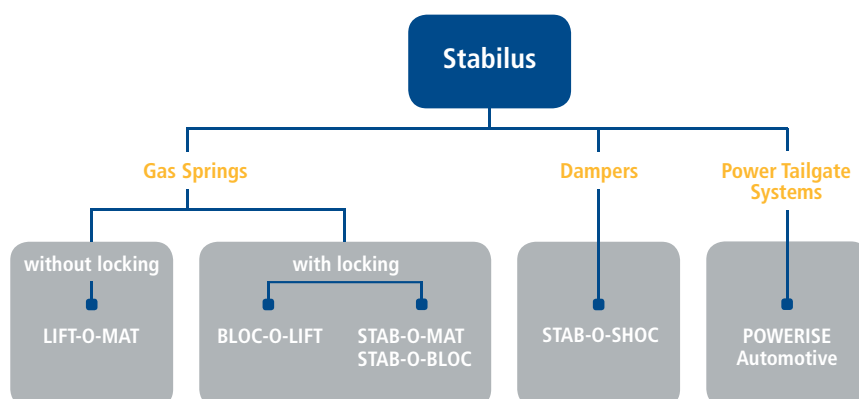 Stabilus
Gas Springs
Dampers
Power Tailgate
Systems
without locking
with locking
LIFT-O-MAT
BLOC-O-LIFT
STAB-O-MAT
STAB-O-BLOC
STAB-O-SHOC
POWERISE
Automotive